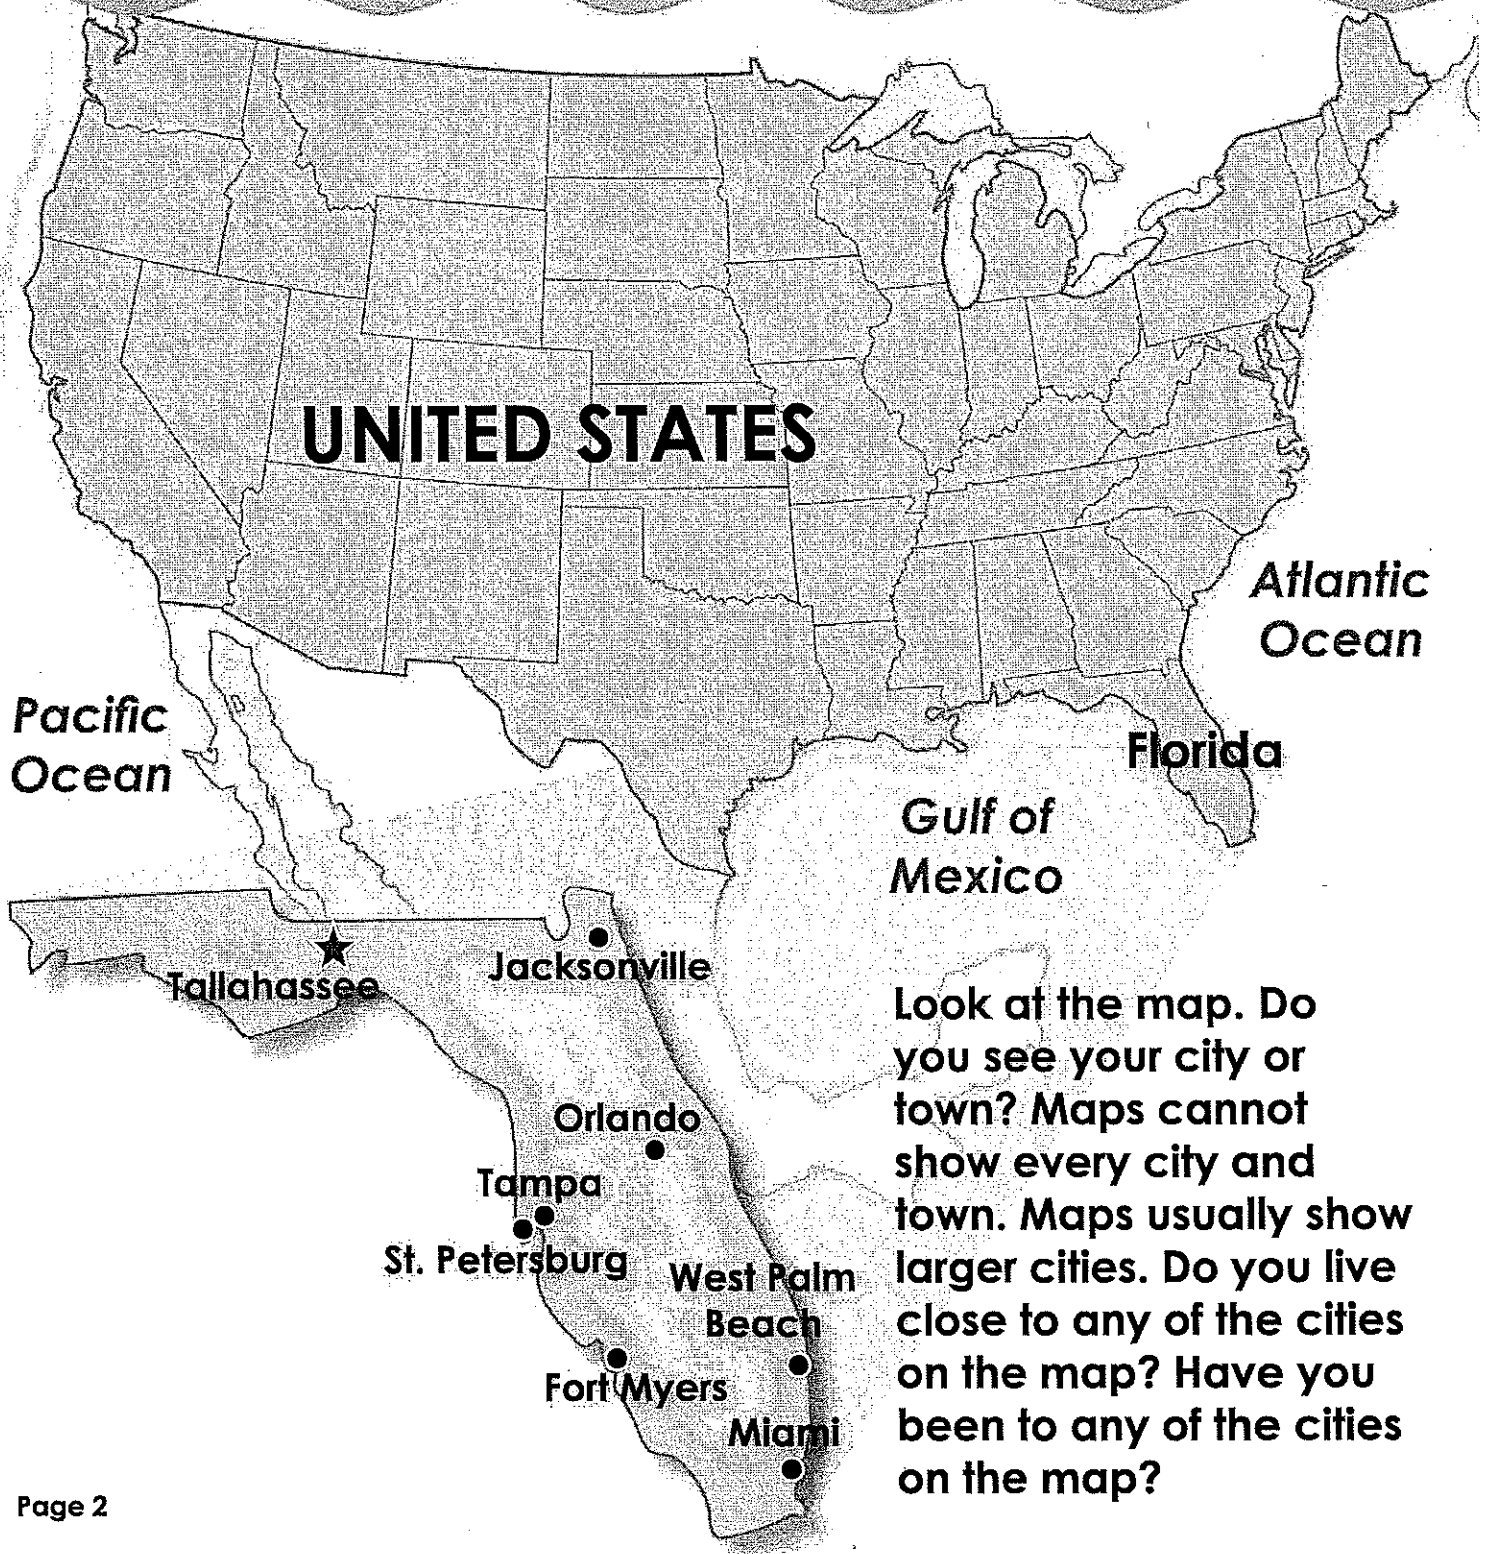 UNITED STATES
Atlantic
Ocean
Pacific
Ocean
Florida
Gulf of
Mexico
Tallahassee
Jacksonville
Orlando
Tampa
St. Petersburg
West Palm
Beach
Fort Myers
Miami
Look at the map. Do
you see your city or
town? Maps cannot
show every city and
town. Maps usually show
larger cities. Do you live
close to any of the cities
on the map? Have you
been to any of the cities
on the map?
Page 2